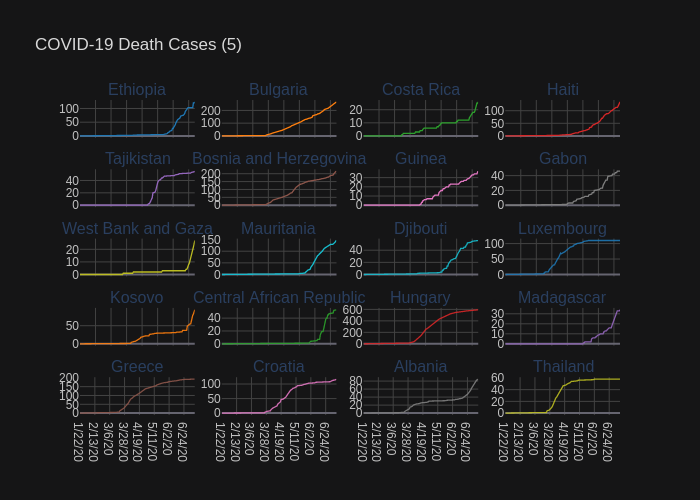 COVID-19 Death Cases (5)
Ethiopia Bulgaria Costa Rica Haiti
100 50 0
200 100 0
20 10 0
100 50 0
Tajikistan Bosnia and Herzegovina Guinea Gabon
40 20 0
200 150 100 50 0
30 20 10 0
40 20 0
West Bank and Gaza Mauritania Djibouti Luxembourg
20 10 0
150 100 50 0
40 20 0
100 50 0
Kosovo Central African Republic Hungary Madagascar
50 0
40 20 0
600 400 200 0
30 20 10 0
Greece Croatia Albania Thailand
200 150 100 50 0
100 50 0
80 60 40 20 0
60 40 20 0
1/22/20 2/13/20 3/6/20 3/28/20 4/19/20 5/11/20 6/2/20 6/24/20
1/22/20 2/13/20 3/6/20 3/28/20 4/19/20 5/11/20 6/2/20 6/24/20
1/22/20 2/13/20 3/6/20 3/28/20 4/19/20 5/11/20 6/2/20 6/24/20
1/22/20 2/13/20 3/6/20 3/28/20 4/19/20 5/11/20 6/2/20 6/24/20